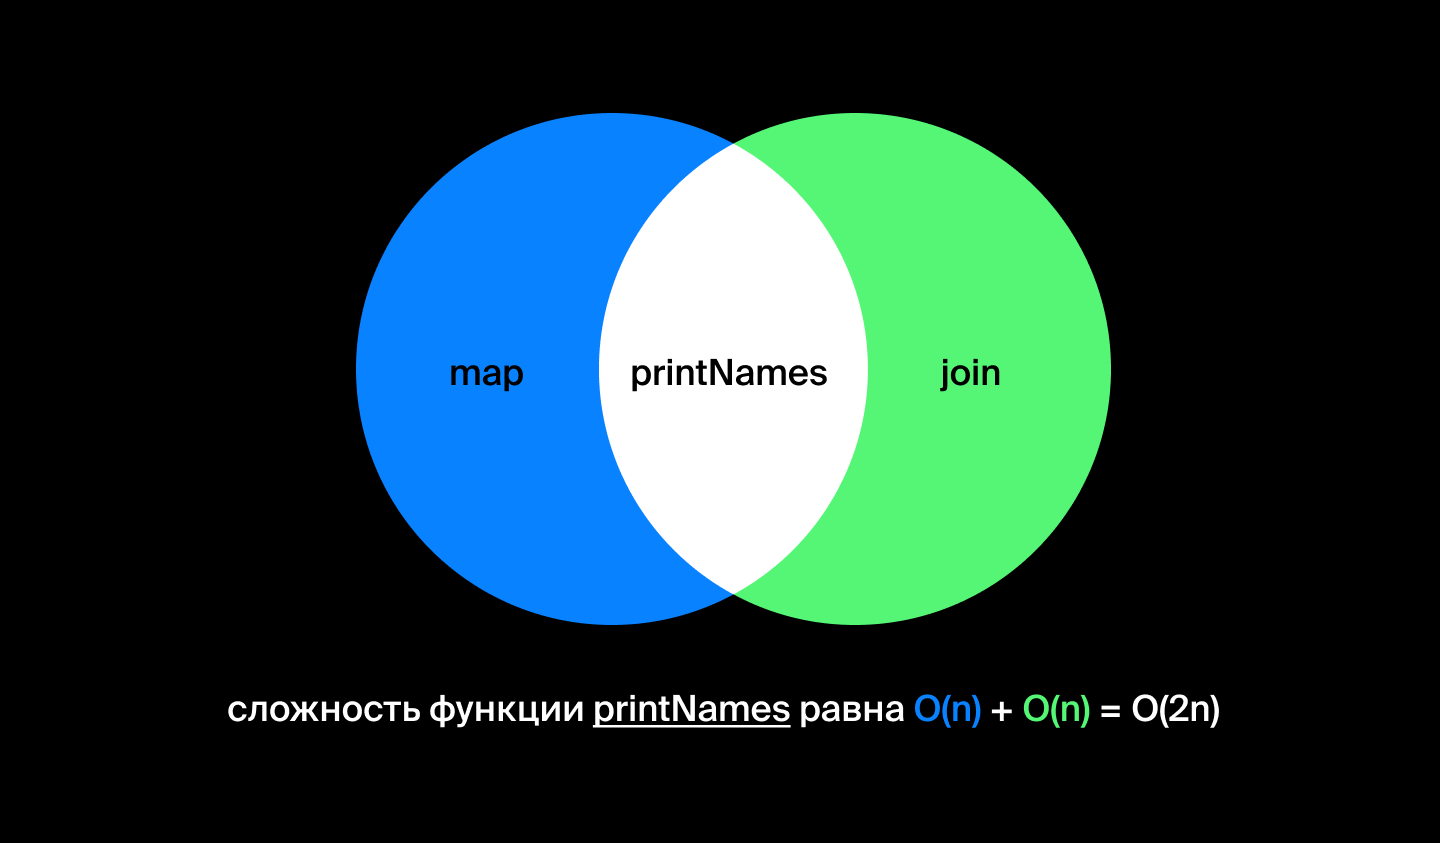 map
printNames
join
сложность функции printNames равна O(n) + O(n) = O(2n)